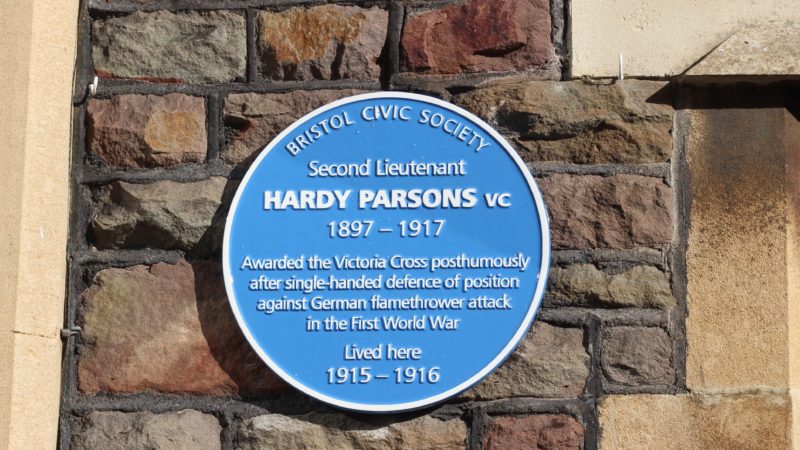 BRISTOL CIVIC SOCIETY
Second Lieutenant
HARDY PARSONS VC
1897 – 1917
Awarded the Victoria Cross posthumously
after single-handed defence of position
against German flamethrower attack
in the First World War
Lived here
1915 – 1916